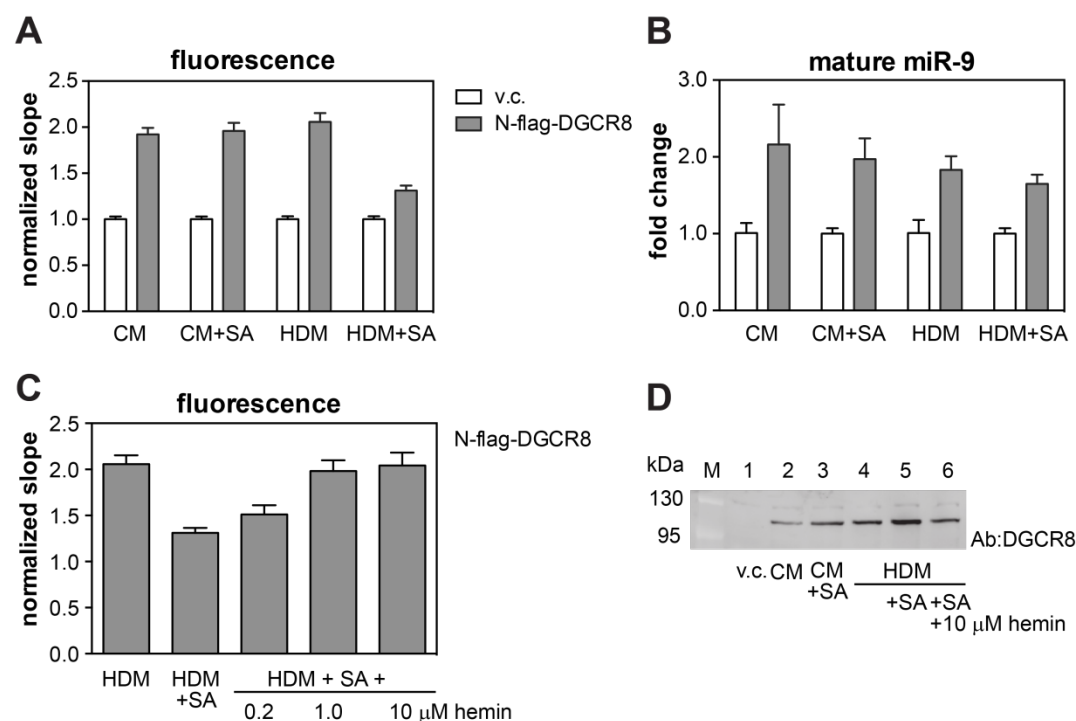 A
fluorescence
normalized slope
2.5
2.0
1.5
1.0
0.5
0.0
CM CM+SA HDM HDM+SA
v.c.
N-flag-DGCR8
B
mature miR-9
fold change
3.0
2.0
1.0
0.0
CM CM+SA HDM HDM+SA
C
fluorescence
normalized slope
2.5
2.0
1.5
1.0
0.5
0.0
HDM HDM HDM + SA +
+SA
0.2 1.0 10 μM hemin
N-flag-DGCR8
D
kDa M 1 2 3 4 5 6
130
95
Ab:DGCR8
v.c. CM CM HDM
+SA +SA +SA
+10 μM hemin